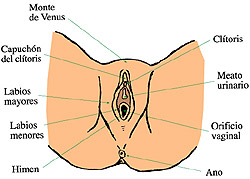 Monte
de Venus
Capuchón
del clítoris
Clítoris
Meato
urinario
Labios
mayores
Labios
menores
Orificio
vaginal
Himen
Ano